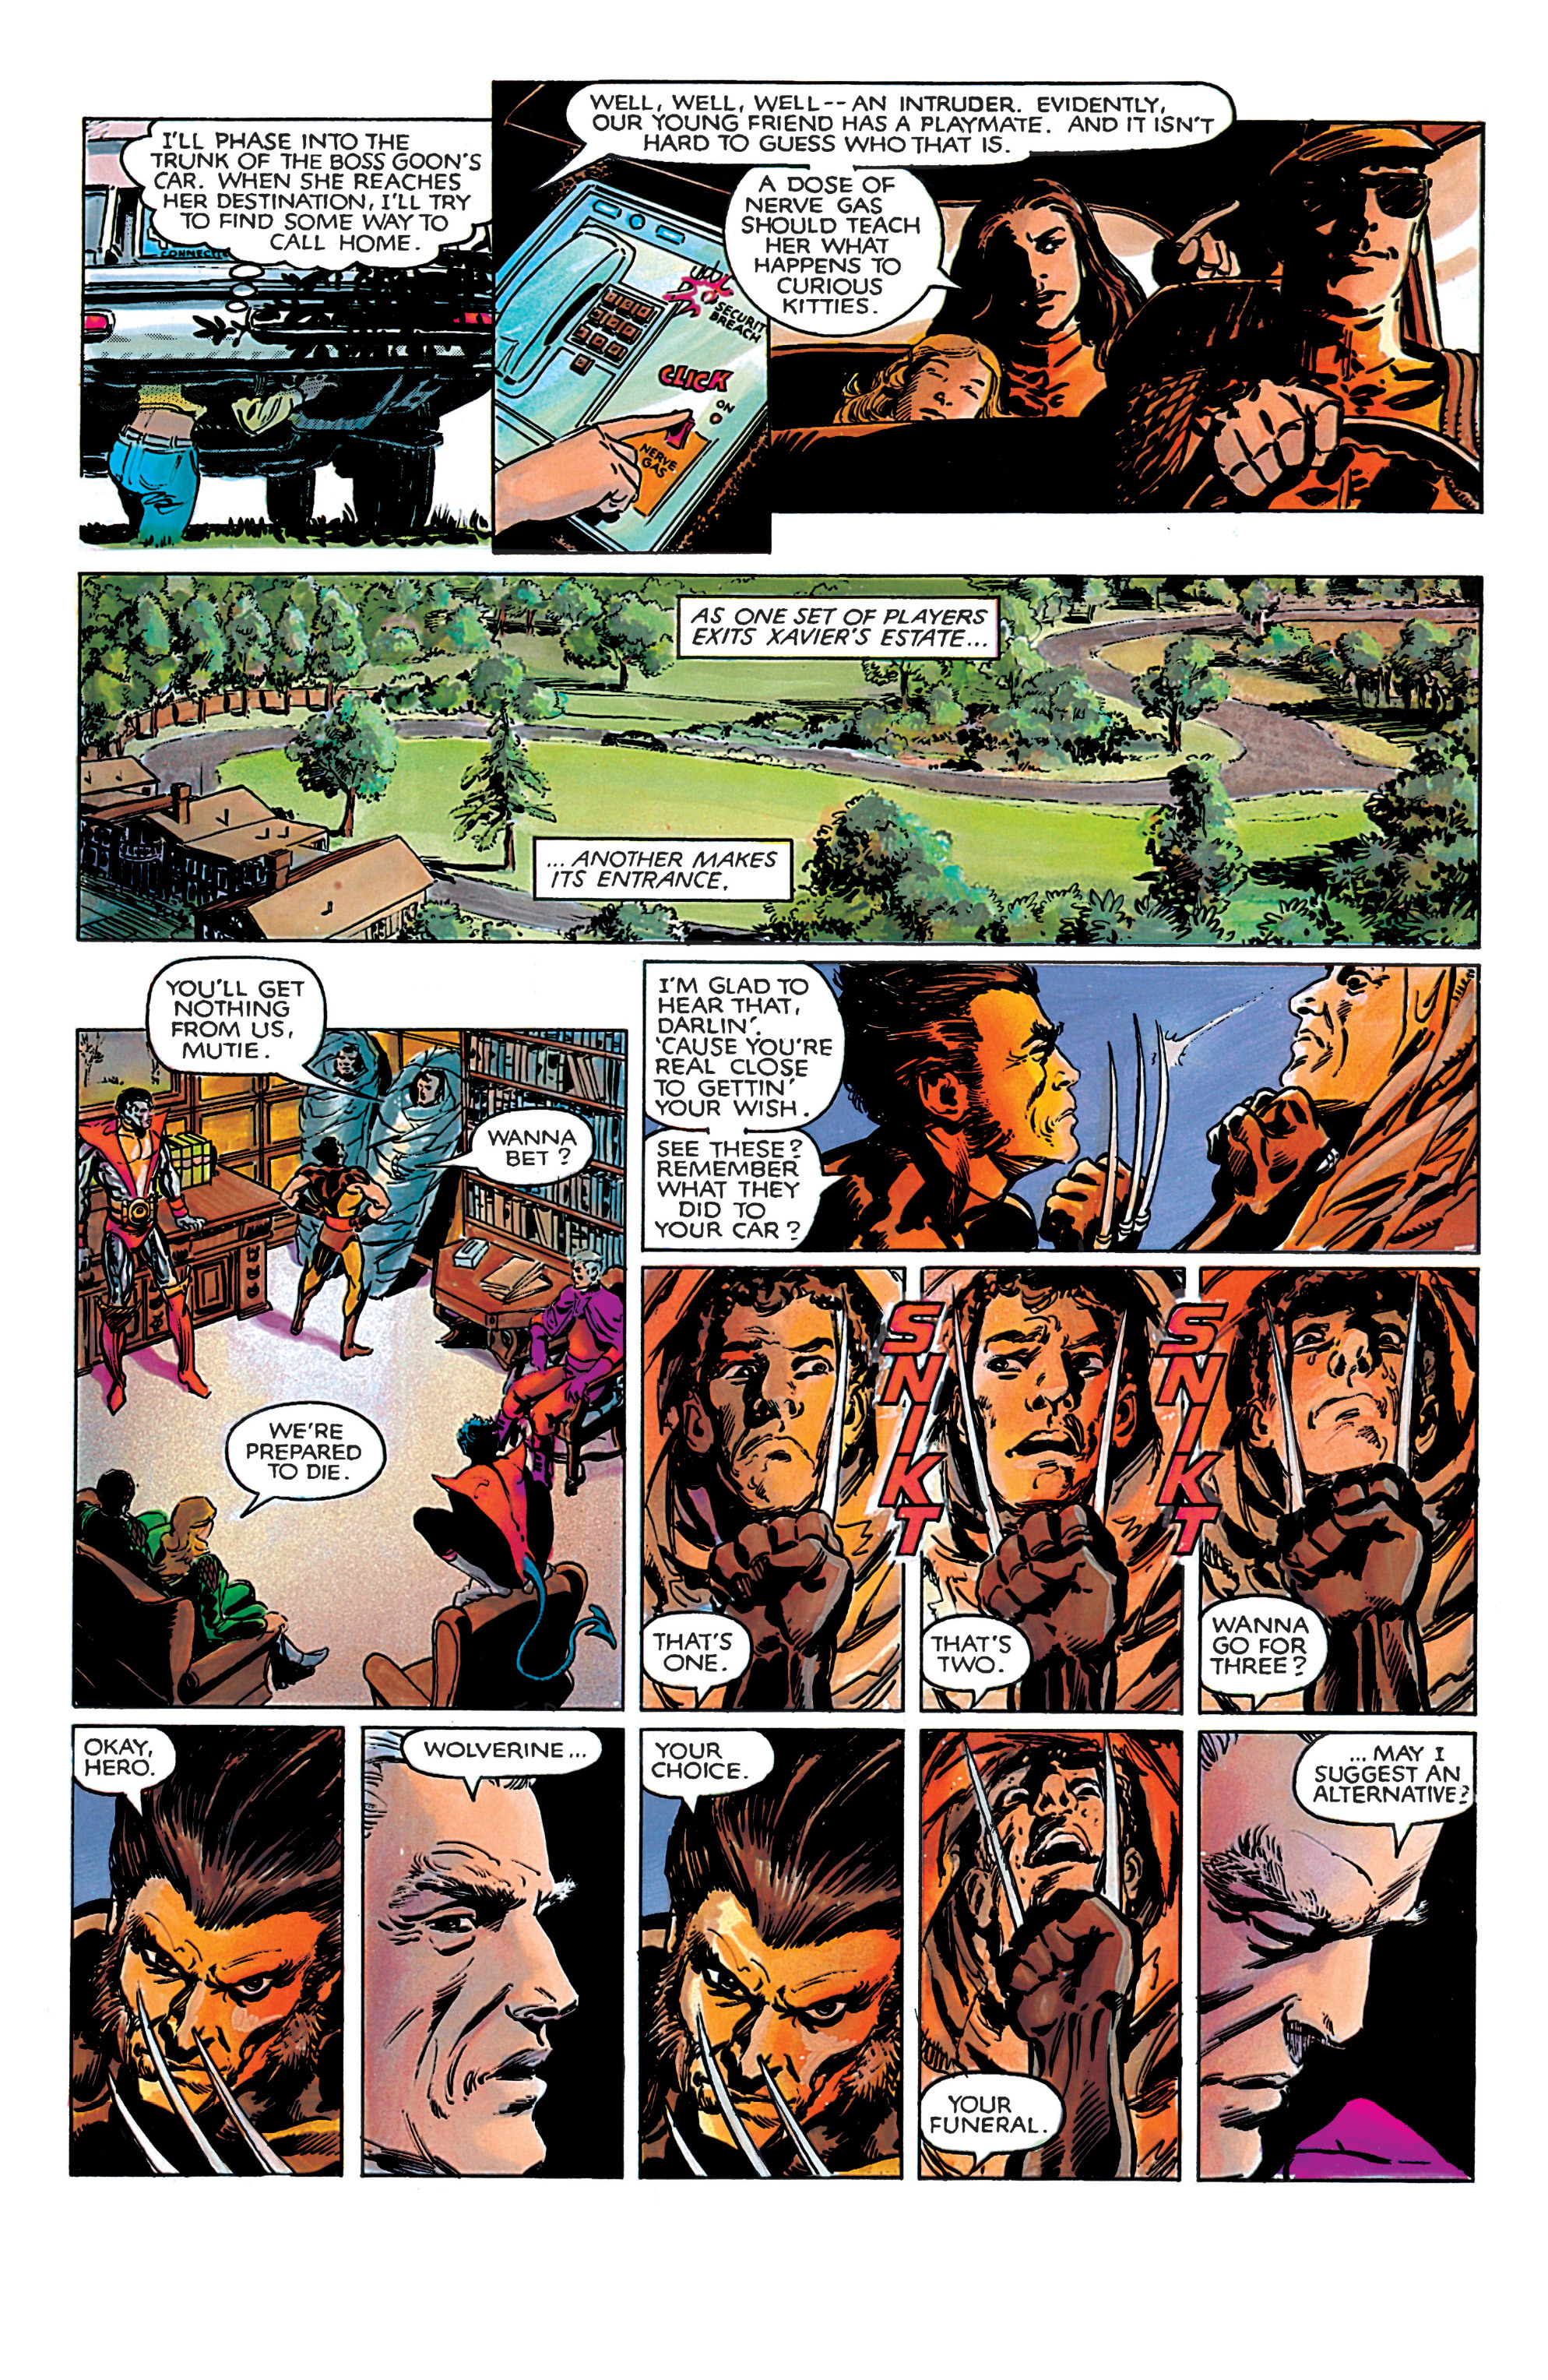 I'LL PHASE INTO THE
TRUNK OF THE BOSS GOON'S
CAR. WHEN SHE REACHES
HER DESTINATION, I'LL TRY
TO FIND SOME WAY TO
CALL HOME.
WELL, WELL, WELL -- AN INTRUDER. EVIDENTLY,
OUR YOUNG FRIEND HAS A PLAYMATE. AND IT ISN'T
HARD TO GUESS WHO THAT IS.
SECURIT
BREACH
CLICK
ON
NERVE
GAS
A DOSE OF
NERVE GAS
SHOULD TEACH
HER WHAT
HAPPENS TO
CURIOUS
KITTIES.
AS ONE SET OF PLAYERS
EXITS XAVIER'S ESTATE...
... ANOTHER MAKES
ITS ENTRANCE.
YOU'LL GET
NOTHING
FROM US,
MUTIE.
WANNA
BET?
WE'RE
PREPARED
TO DIE.
I'M GLAD TO
HEAR THAT,
DARLIN'.
'CAUSE YOU'RE
REAL CLOSE
TO GETTIN'
YOUR WISH.
SEE THESE?
REMEMBER
WHAT THEY
DID TO
YOUR CAR?
THAT'S
ONE.
SNIKT
THAT'S
TWO.
SNIKT
WANNA
GO FOR
THREE?
OKAY,
HERO.
WOLVERINE...
YOUR
CHOICE.
YOUR
FUNERAL.
... MAY I
SUGGEST AN
ALTERNATIVE?